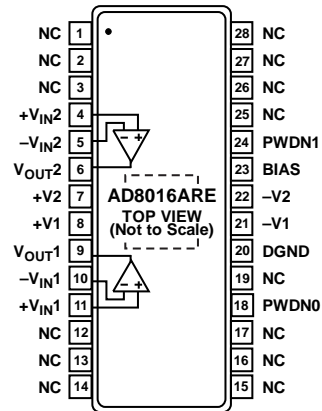 NC 1
NC 2
NC 3
+VIN2 4
–VIN2 5
VOUT2 6
+V2 7
+V1 8
VOUT1 9
–VIN1 10
+VIN1 11
NC 12
NC 13
NC 14
– +
AD8016ARE
TOP VIEW
(Not to Scale)
– +
28 NC
27 NC
26 NC
25 NC
24 PWDN1
23 BIAS
22 –V2
21 –V1
20 DGND
19 NC
18 PWDN0
17 NC
16 NC
15 NC